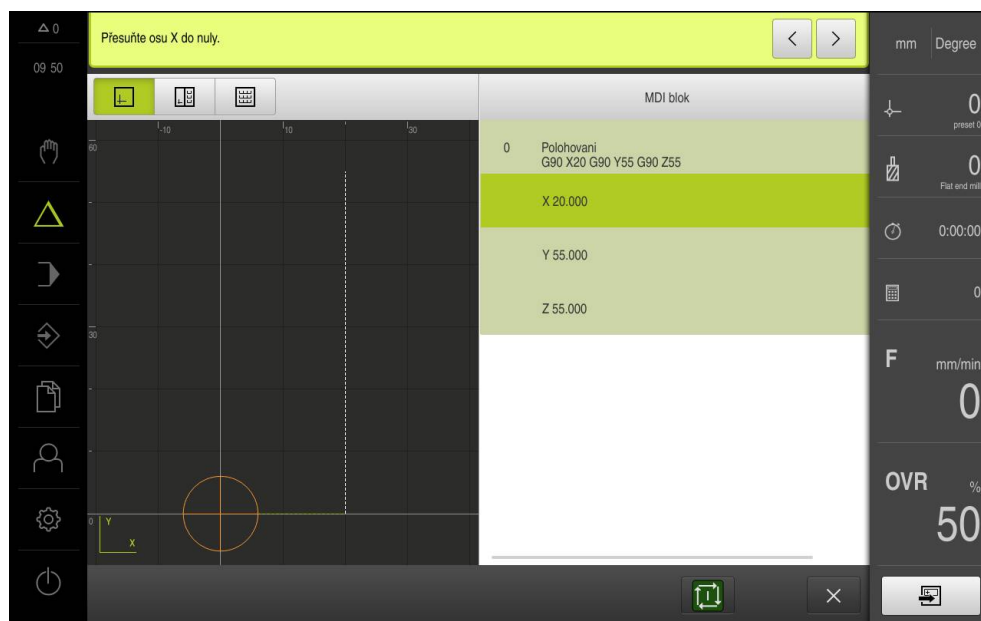 0
09 50
Přesuňte osu X do nuly.
-10
10
30
60
30
0
Y
X
MDI blok
0 Polohovani
G90 X20 G90 Y55 G90 Z55
X 20.000
Y 55.000
Z 55.000
mm Degree
0
preset 0
0
Flat end mill
0:00:00
0
F mm/min
0
OVR %
50